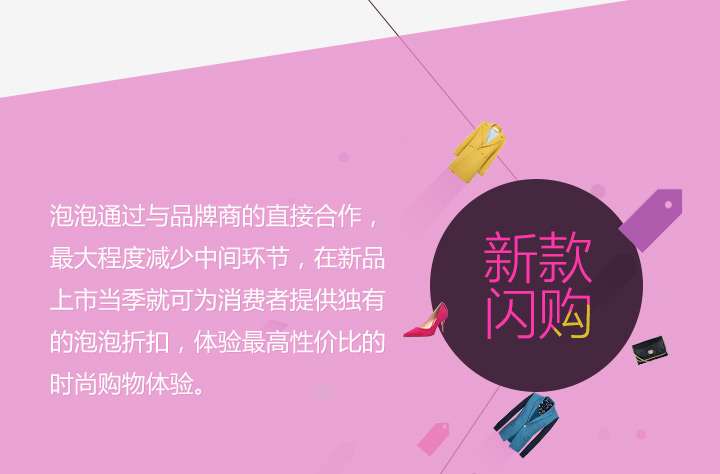 泡泡通过与品牌商的直接合作，
最大程度减少中间环节，在新品
上市当季就可为消费者提供独有
的泡泡折扣，体验最高性价比的
时尚购物体验。
新款
闪购